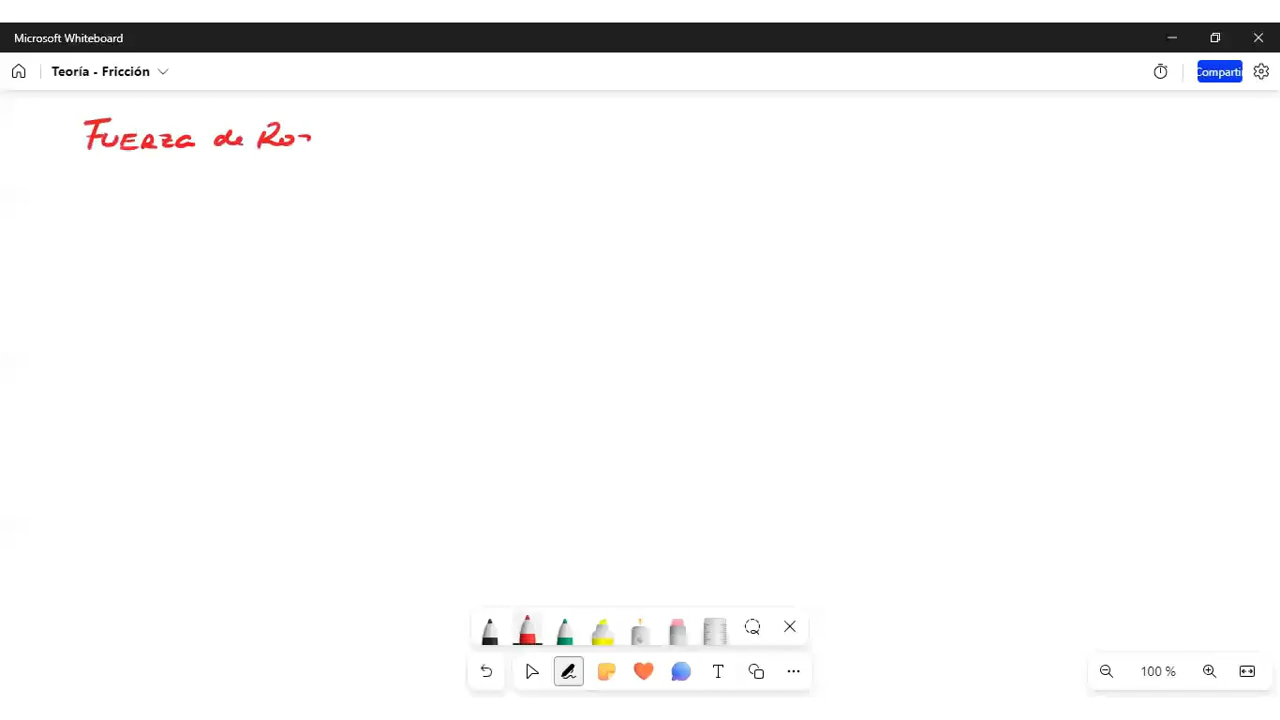 Microsoft Whiteboard
Teoría - Fricción
Comparti
Fuerza de Ro
100 %